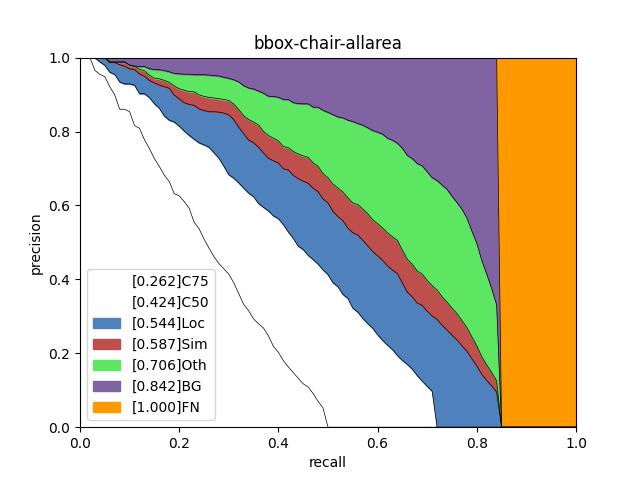 bbox-chair-allarea
1.0
0.8
0.6
0.4
0.2
0.0
precision
[0.262]C75
[0.424]C50
[0.544]Loc
[0.587]Sim
[0.706]Oth
[0.842]BG
[1.000]FN
0.0 0.2 0.4 0.6 0.8 1.0
recall